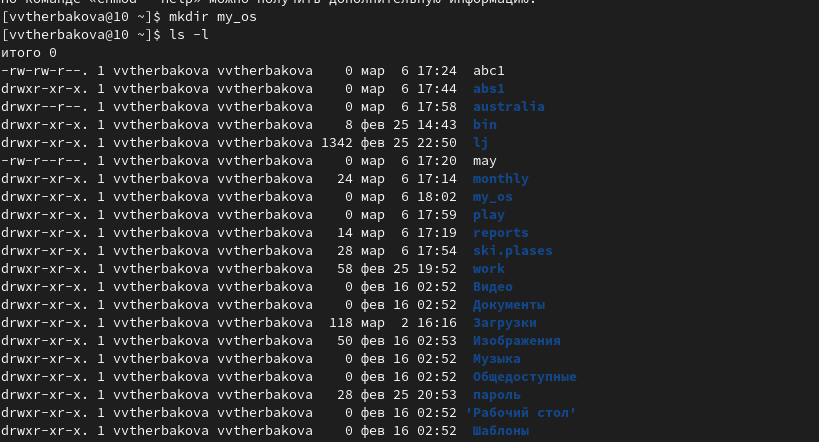 по команде «chmod --help» можно получить дополнительную информацию.
[vvtherbakova@10 ~]$ mkdir my_os
[vvtherbakova@10 ~]$ ls -l
итого 0
-rw-rw-r--. 1 vvtherbakova vvtherbakova    0 мар  6 17:24  abc1
drwxr-xr-x. 1 vvtherbakova vvtherbakova    0 мар  6 17:44  abs1
drwxr--r--. 1 vvtherbakova vvtherbakova    0 мар  6 17:58  australia
drwxr-xr-x. 1 vvtherbakova vvtherbakova    8 фев 25 14:43  bin
drwxr-xr-x. 1 vvtherbakova vvtherbakova 1342 фев 25 22:50  lj
-rw-r--r--. 1 vvtherbakova vvtherbakova    0 мар  6 17:20  may
drwxr-xr-x. 1 vvtherbakova vvtherbakova   24 мар  6 17:14  monthly
drwxr-xr-x. 1 vvtherbakova vvtherbakova    0 мар  6 18:02  my_os
drwxr-xr-x. 1 vvtherbakova vvtherbakova    0 мар  6 17:59  play
drwxr-xr-x. 1 vvtherbakova vvtherbakova   14 мар  6 17:19  reports
drwxr-xr-x. 1 vvtherbakova vvtherbakova   28 мар  6 17:54  ski.plases
drwxr-xr-x. 1 vvtherbakova vvtherbakova   58 фев 25 19:52  work
drwxr-xr-x. 1 vvtherbakova vvtherbakova    0 фев 16 02:52  Видео
drwxr-xr-x. 1 vvtherbakova vvtherbakova    0 фев 16 02:52  Документы
drwxr-xr-x. 1 vvtherbakova vvtherbakova  118 мар  2 16:16  Загрузки
drwxr-xr-x. 1 vvtherbakova vvtherbakova   50 фев 16 02:53  Изображения
drwxr-xr-x. 1 vvtherbakova vvtherbakova    0 фев 16 02:52  Музыка
drwxr-xr-x. 1 vvtherbakova vvtherbakova    0 фев 16 02:52  Общедоступные
drwxr-xr-x. 1 vvtherbakova vvtherbakova   28 фев 25 20:53  пароль
drwxr-xr-x. 1 vvtherbakova vvtherbakova    0 фев 16 02:52 'Рабочий стол'
drwxr-xr-x. 1 vvtherbakova vvtherbakova    0 фев 16 02:52  Шаблоны